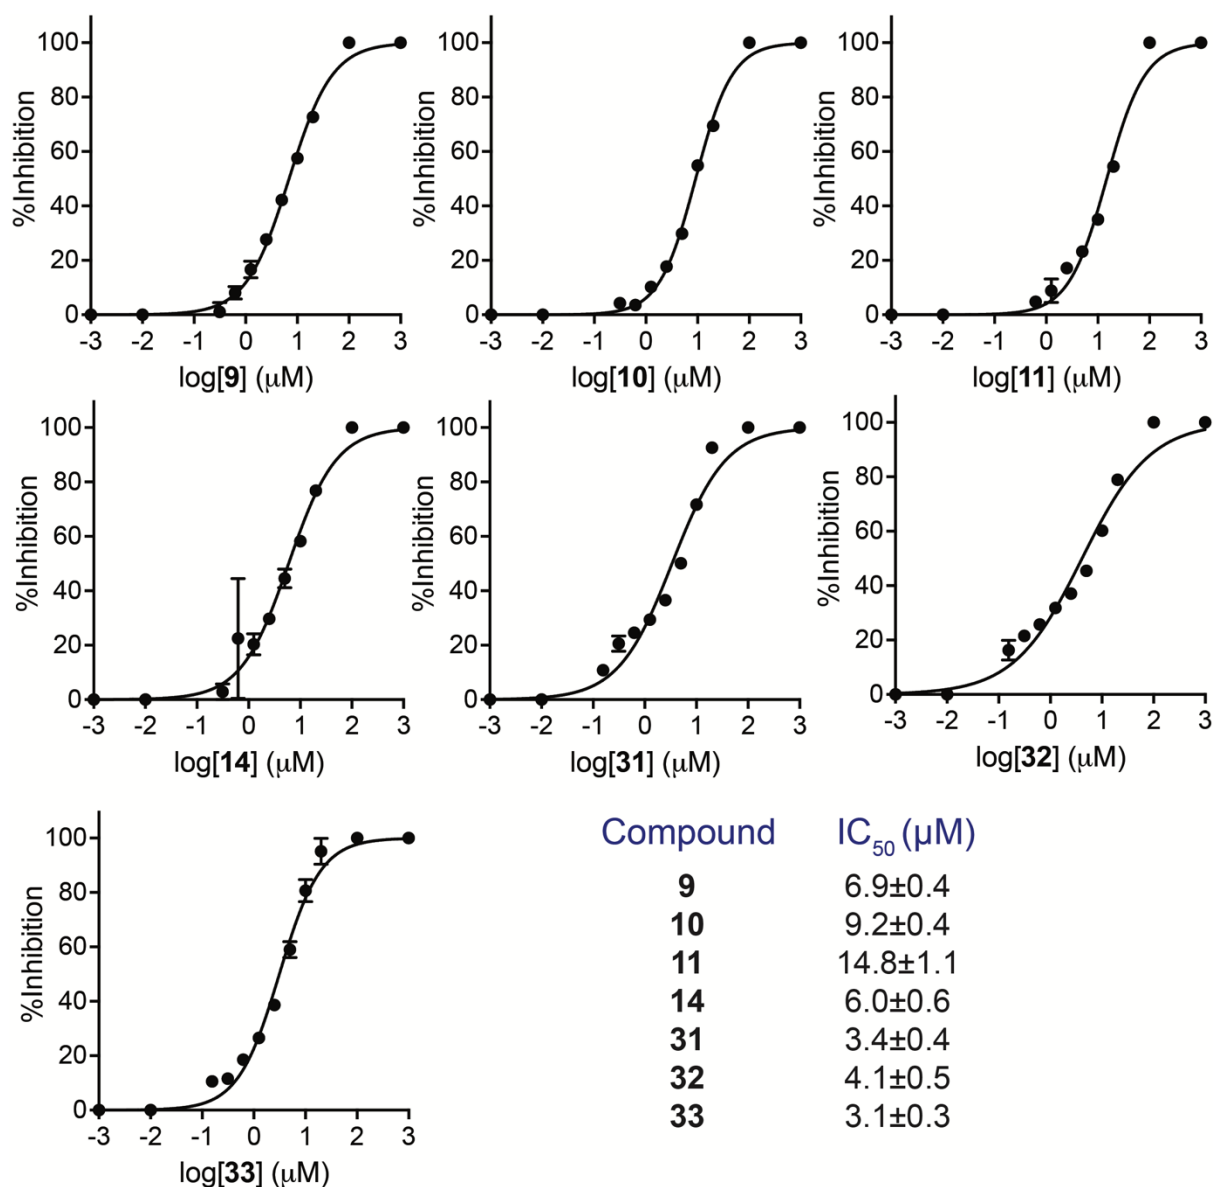 %Inhibition
100
80
60
40
20
0
-3 -2 -1 0 1 2 3
log[9] (μM)
%Inhibition
100
80
60
40
20
0
-3 -2 -1 0 1 2 3
log[10] (μM)
%Inhibition
100
80
60
40
20
0
-3 -2 -1 0 1 2 3
log[11] (μM)
%Inhibition
100
80
60
40
20
0
-3 -2 -1 0 1 2 3
log[14] (μM)
%Inhibition
100
80
60
40
20
0
-3 -2 -1 0 1 2 3
log[31] (μM)
%Inhibition
100
80
60
40
20
0
-3 -2 -1 0 1 2 3
log[32] (μM)
%Inhibition
100
80
60
40
20
0
-3 -2 -1 0 1 2 3
log[33] (μM)
Compound IC50 (μM)
9 6.9±0.4
10 9.2±0.4
11 14.8±1.1
14 6.0±0.6
31 3.4±0.4
32 4.1±0.5
33 3.1±0.3